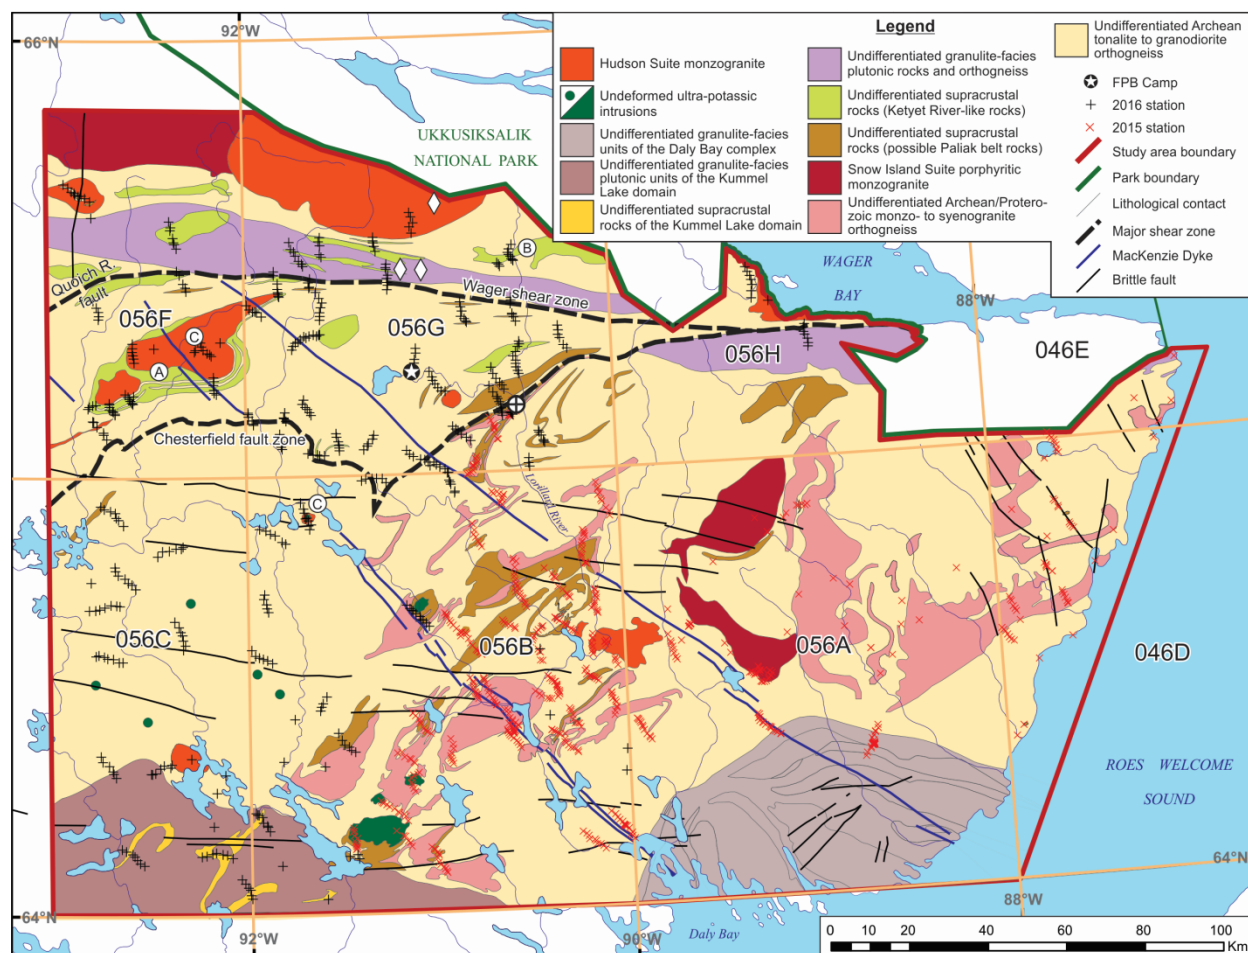 92°W
66°N
Legend
Hudson Suite monzogranite
Undeformed ultra-potassic
intrusions
Undifferentiated granulite-facies
units of the Daly Bay complex
Undifferentiated granulite-facies
plutonic units of the Kummel
Lake domain
Undifferentiated supracrustal
rocks of the Kummel Lake domain
Undifferentiated granulite-facies
plutonic rocks and orthogneiss
Undifferentiated supracrustal
rocks (Ketyet River-like rocks)
Undifferentiated supracrustal
rocks (possible Paliak belt rocks)
Snow Island Suite porphyritic
monzogranite
Undifferentiated Archean/Protero-
zoic monzo- to syenogranite
orthogneiss
Undifferentiated Archean
tonalite to granodiorite
orthogneiss
FPB Camp
2016 station
2015 station
Study area boundary
Park boundary
Lithological contact
Major shear zone
MacKenzie Dyke
Brittle fault
UKKUSIKSALIK
NATIONAL PARK
B
WAGER
BAY
Quoich R.
fault
Wager shear zone
88°W
056F
056G
056H
046E
C
A
Chesterfield fault zone
Lorillard River
C
056C
056B
056A
046D
ROES WELCOME
SOUND
64°N
64°N
92°W
90°W
88°W
Daly Bay
0 5 10 15 20 40 60 80 100
Km